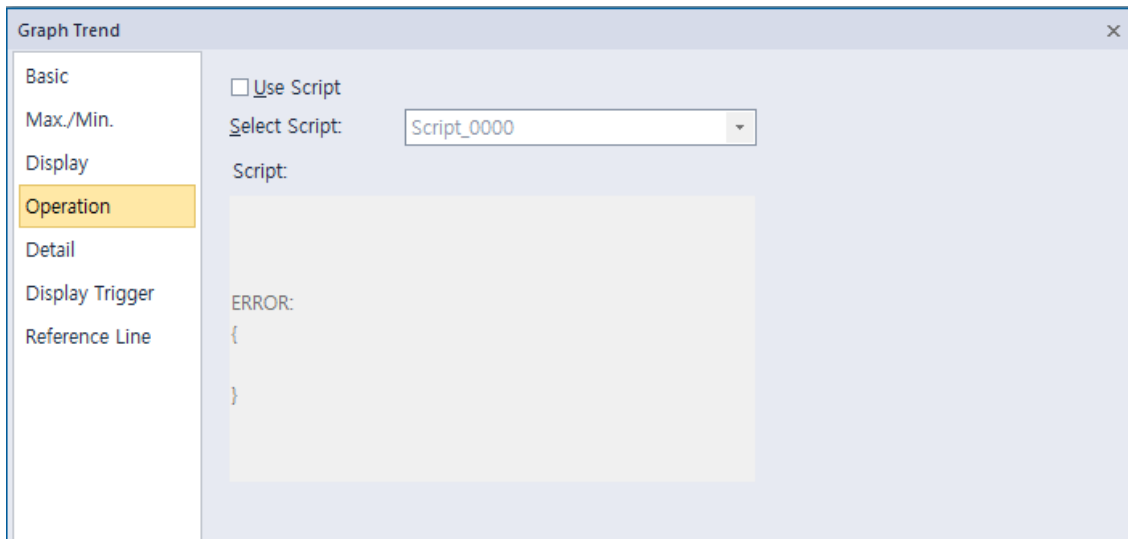 Graph Trend
Basic
Max./Min.
Display
Operation
Detail
Display Trigger
Reference Line
Use Script
Select Script: Script_0000
Script:
ERROR:
{
}